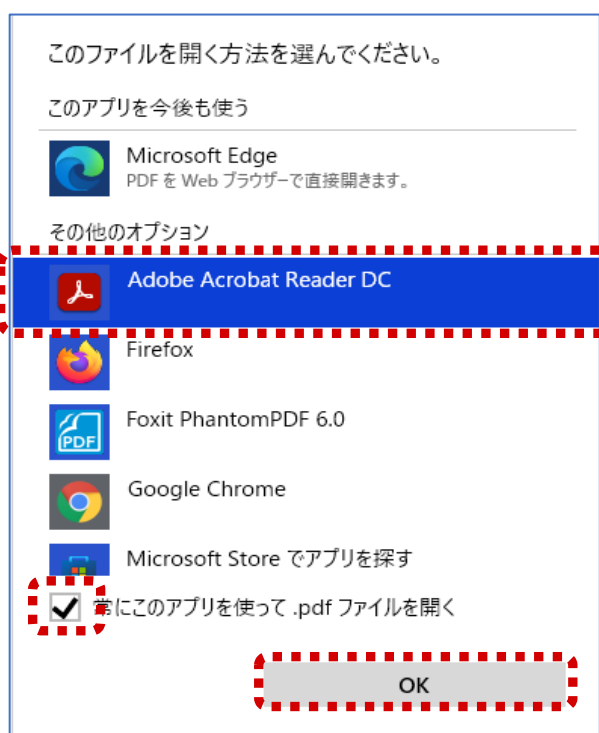 このファイルを開く方法を選んでください。
このアプリを今後も使う
Microsoft Edge
PDF を Web ブラウザーで直接開きます。
その他のオプション
Adobe Acrobat Reader DC
Firefox
PDF
Foxit PhantomPDF 6.0
Google Chrome
Microsoft Store でアプリを探す
常にこのアプリを使って .pdf ファイルを開く
OK